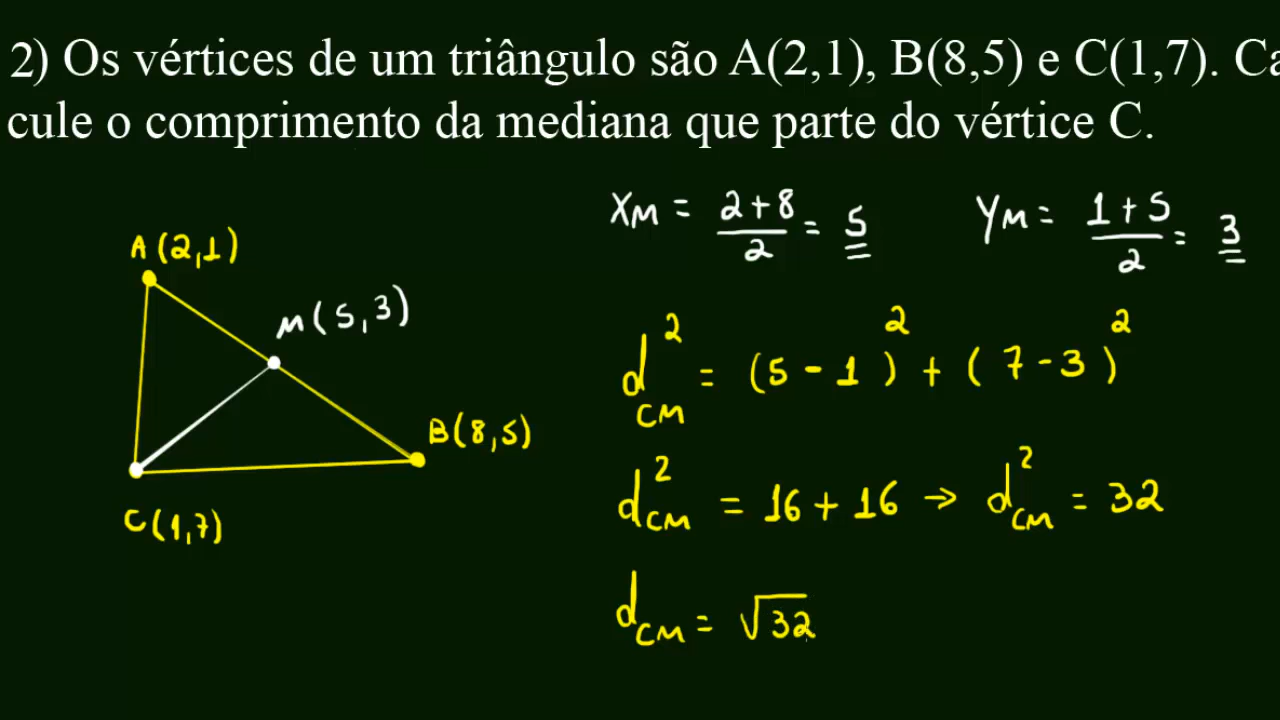 2) Os vértices de um triângulo são A(2,1), B(8,5) e C(1,7). Ca
cule o comprimento da mediana que parte do vértice C.
XM = 2+8/2 = 5
YM = 1+5/2 = 3
A(2,1)
M(5,3)
B(8,5)
C(1,7)
d²CM = (5-1)² + (7-3)²
d²CM = 16+16 → d²CM = 32
dCM = √32